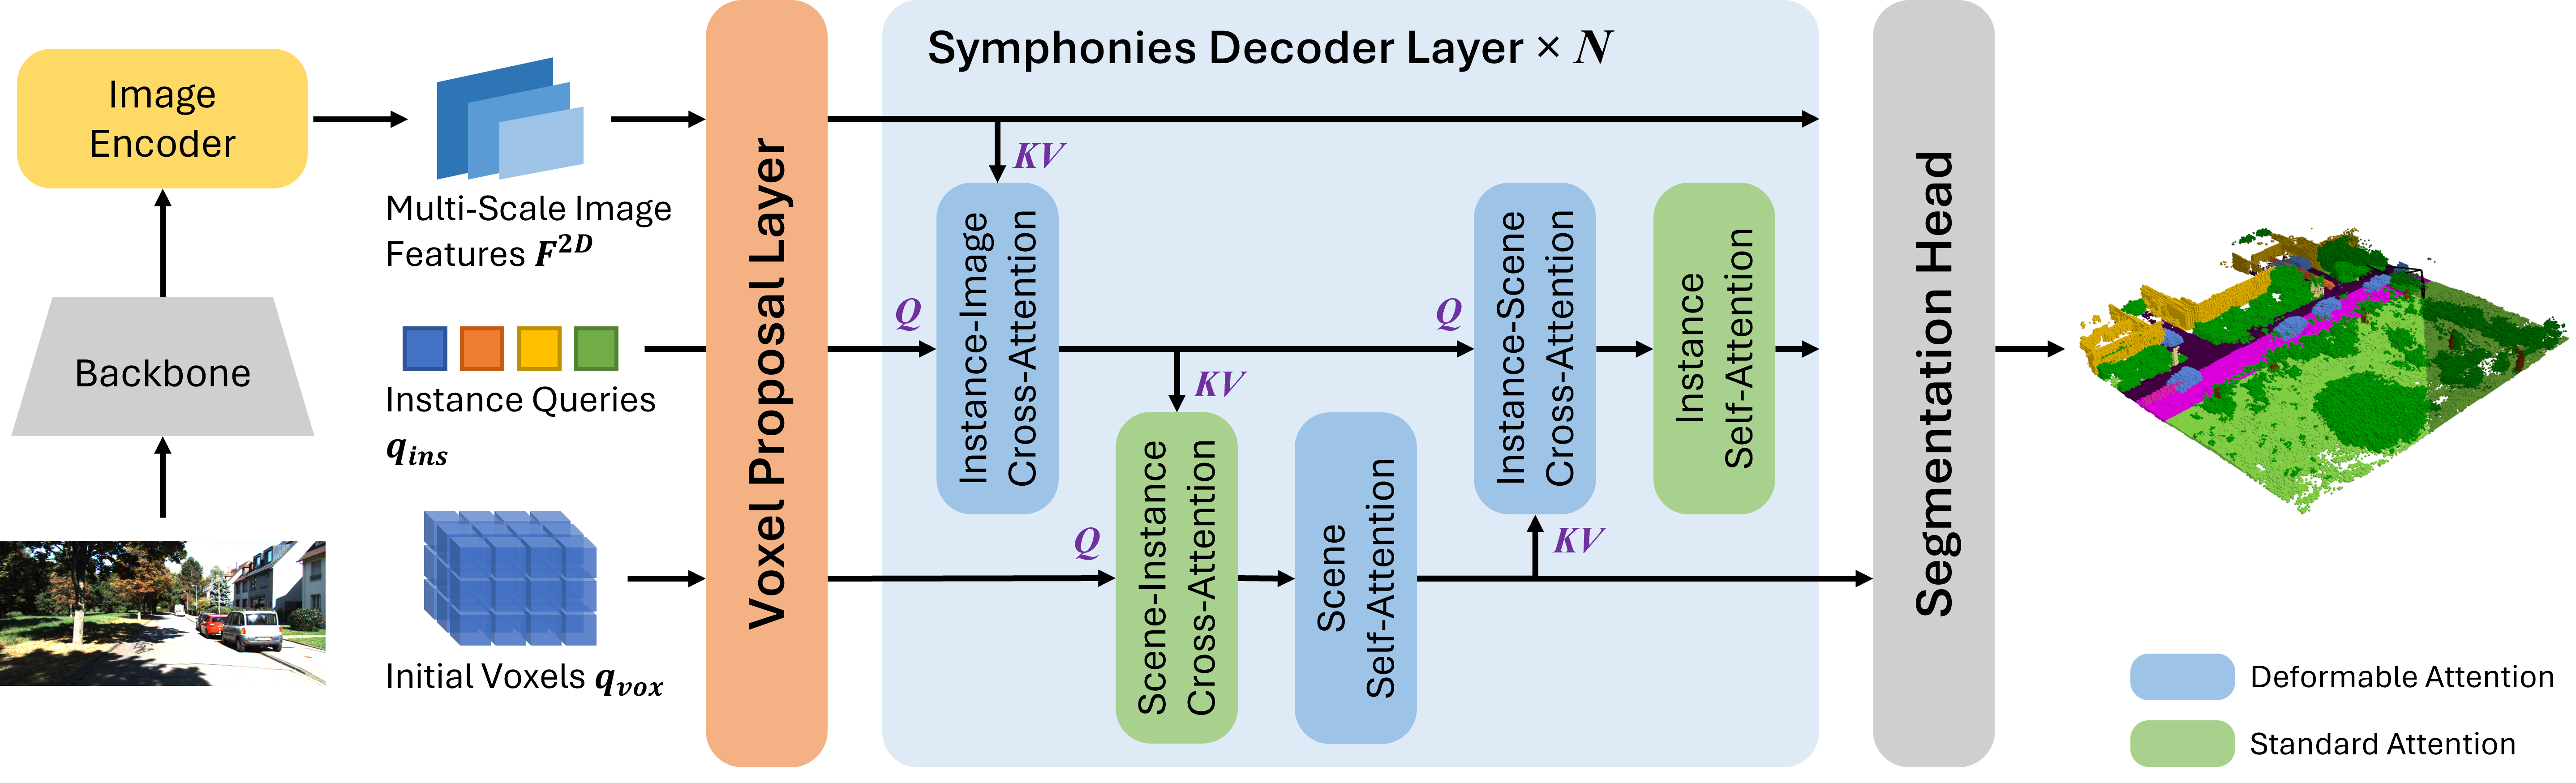 Image
Encoder
Backbone
Multi-Scale Image
Features F^{2D}
Instance Queries
q_{ins}
Initial Voxels q_{vox}
Voxel Proposal Layer
Symphonies Decoder Layer × N
KV
Q
Instance-Image
Cross-Attention
KV
Q
Scene-Instance
Cross-Attention
Scene
Self-Attention
Q
Instance-Scene
Cross-Attention
KV
Instance
Self-Attention
Segmentation Head
Deformable Attention
Standard Attention